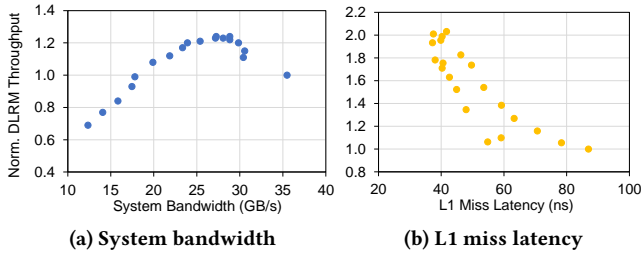 Norm. DLRM Throughput
1.4
1.2
1.0
0.8
0.6
0.4
10 15 20 25 30 35 40
System Bandwidth (GB/s)
(a) System bandwidth
2.2
2.0
1.8
1.6
1.4
1.2
1.0
0.8
20 40 60 80 100
L1 Miss Latency (ns)
(b) L1 miss latency